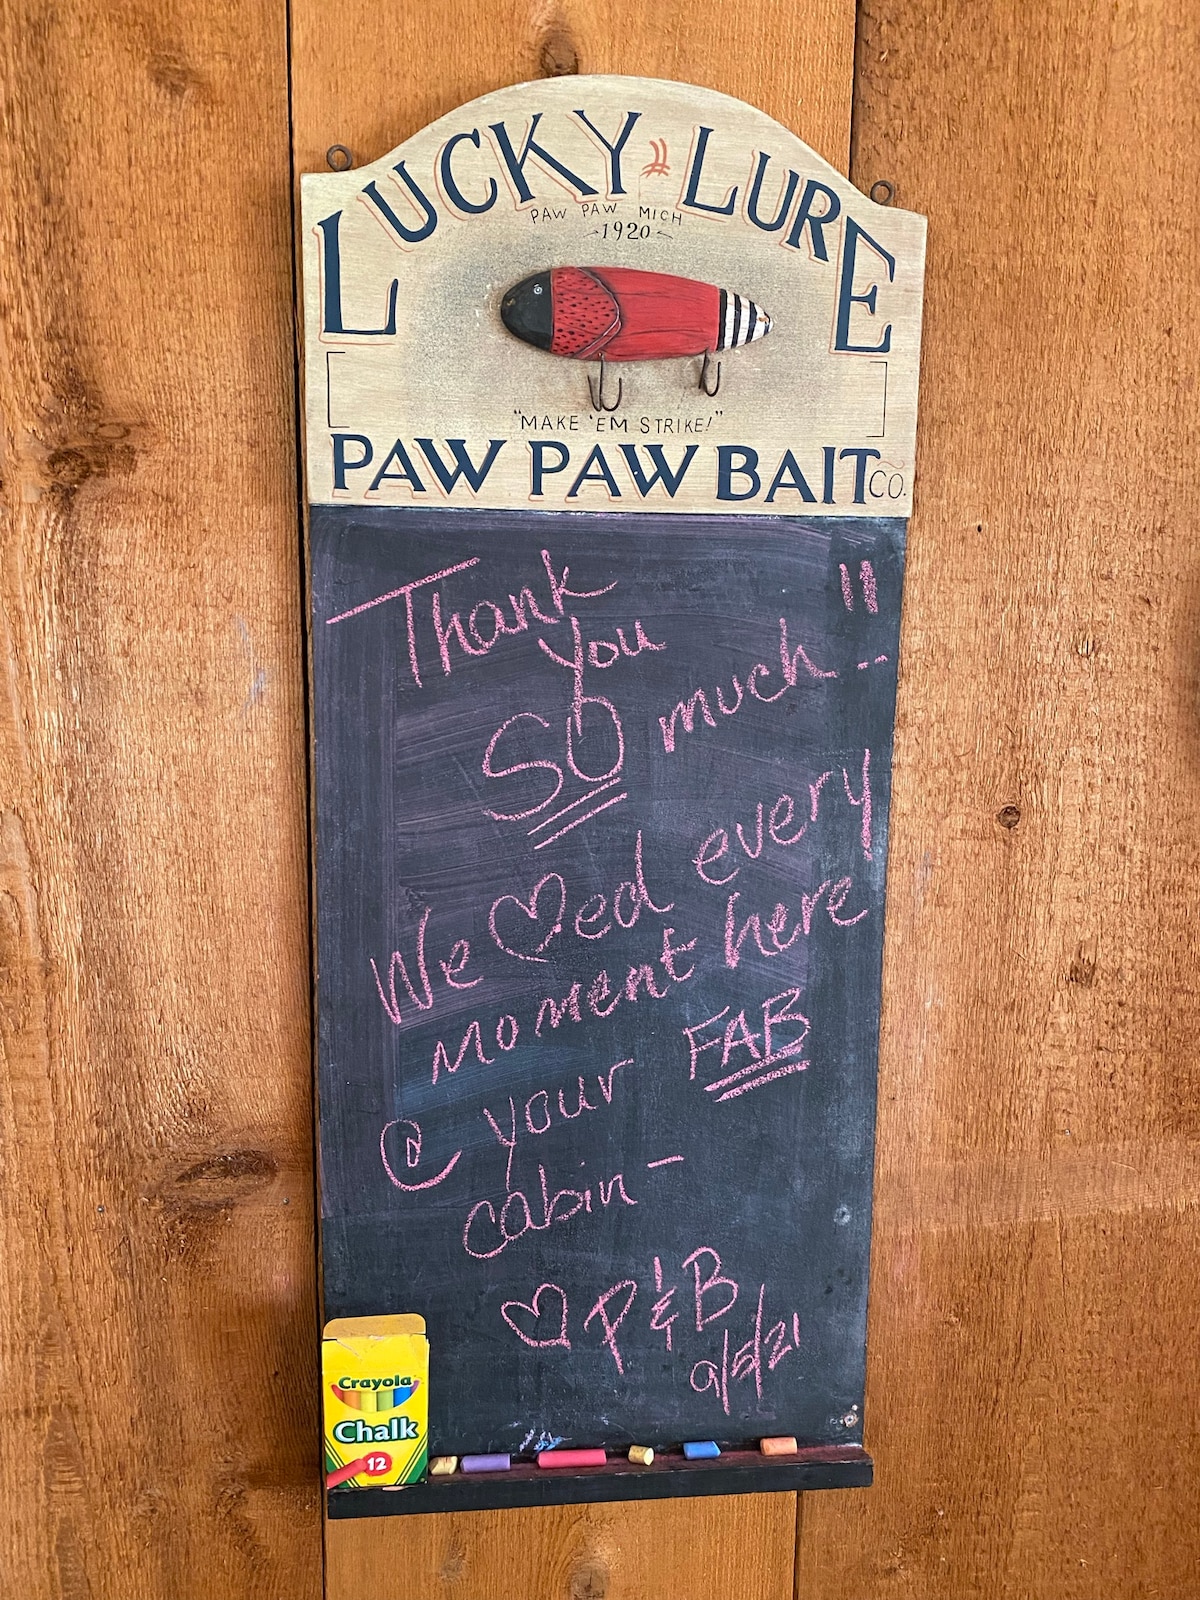 LUCKY LURE
PAW PAW MICH
-1920-
"MAKE 'EM STRIKE!"
PAW PAW BAIT CO.
Thank
You
SO much!!
We ♡ed every
moment here
@ your FAB
cabin-
♡ P & B
9/5/21
Crayola
Chalk
12